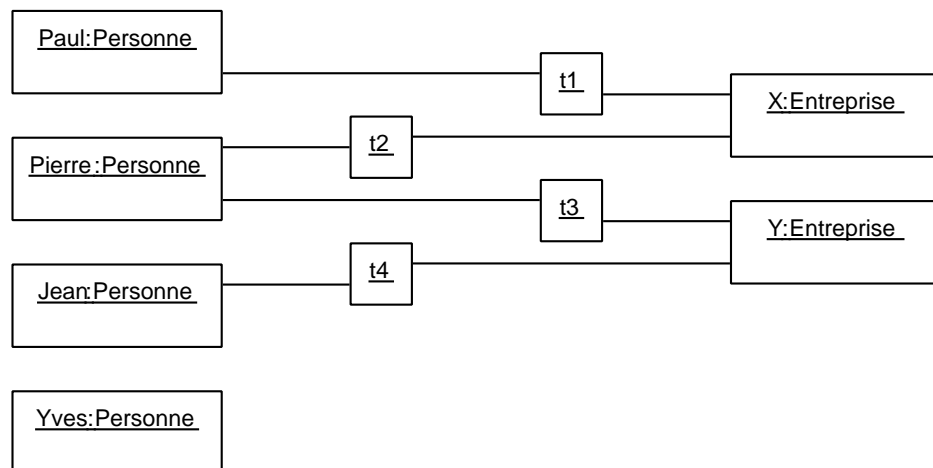 Paul:Personne
t1
X:Entreprise
t2
Pierre:Personne
t3
Y:Entreprise
t4
Jean:Personne
Yves:Personne